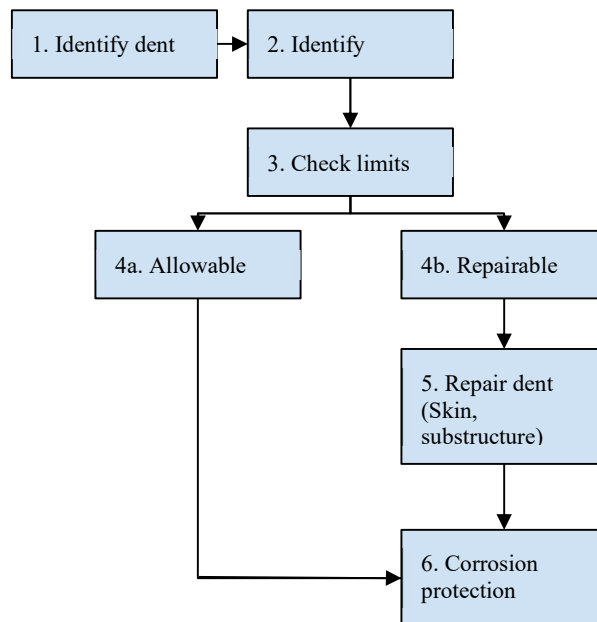 1. Identify dent
2. Identify
3. Check limits
4a. Allowable
4b. Repairable
5. Repair dent
(Skin,
substructure)
6. Corrosion
protection